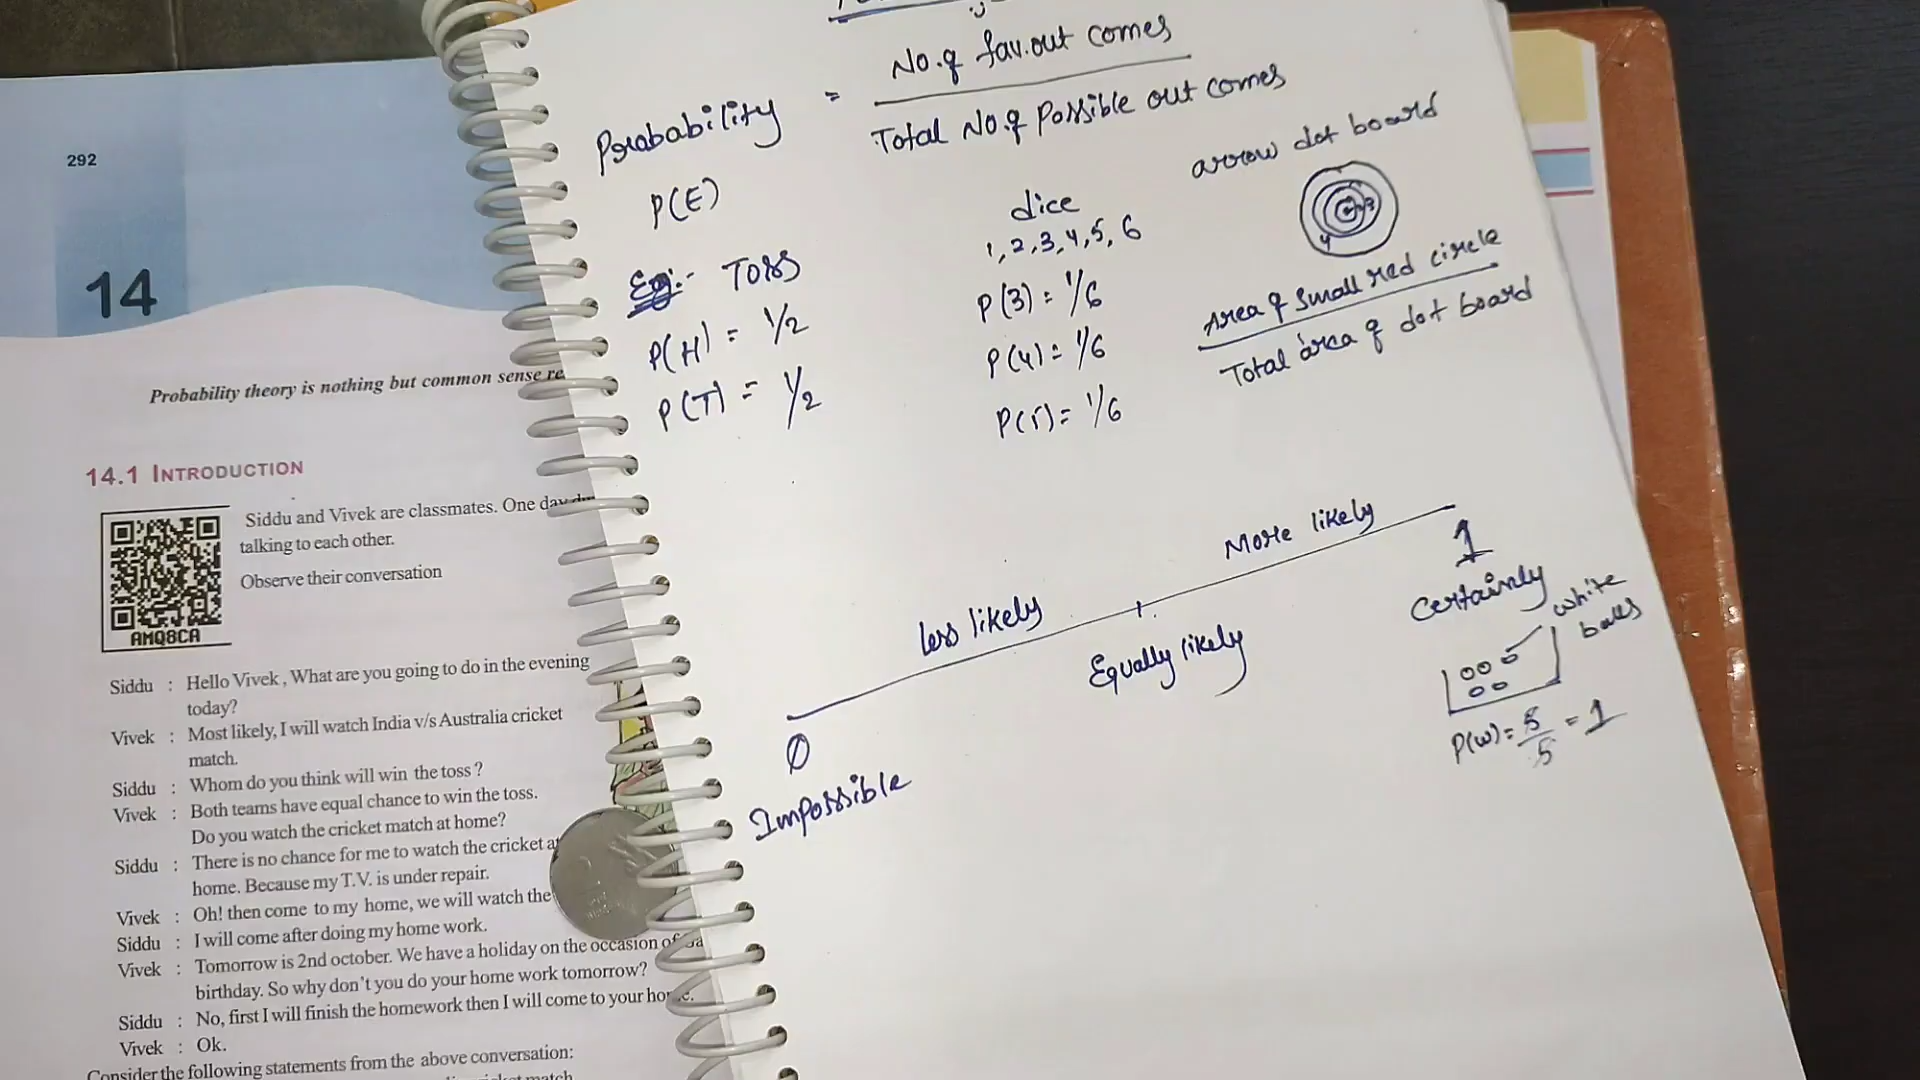 292
14
Probability theory is nothing but common sense re
14.1 INTRODUCTION
Siddu and Vivek are classmates. One day
talking to each other.
Observe their conversation
AMQ8CA
Siddu : Hello Vivek, What are you going to do in the evening
today?
Vivek : Most likely, I will watch India v/s Australia cricket
match.
Siddu : Whom do you think will win the toss?
Vivek : Both teams have equal chance to win the toss.
Do you watch the cricket match at home?
Siddu : There is no chance for me to watch the cricket at
home. Because my T.V. is under repair.
Vivek : Oh! then come to my home, we will watch the
Siddu : I will come after doing my home work.
Vivek : Tomorrow is 2nd october. We have a holiday on the occasion of
birthday. So why don't you do your home work tomorrow?
Siddu : No, first I will finish the homework then I will come to your home.
Vivek : Ok.
Consider the following statements from the above conversation:
match
Probability = No. of fav. out comes
Total No. of Possible out comes
P(E)
Eg:- Toss
P(H) = 1/2
P(T) = 1/2
dice
1, 2, 3, 4, 5, 6
P(3) = 1/6
P(4) = 1/6
P(5) = 1/6
arrow dot board
4
Area of small red circle
Total area of dot board
less likely
More likely
Equally likely
0
Impossible
1
Certainly
white
balls
P(W) = 5/5 = 1